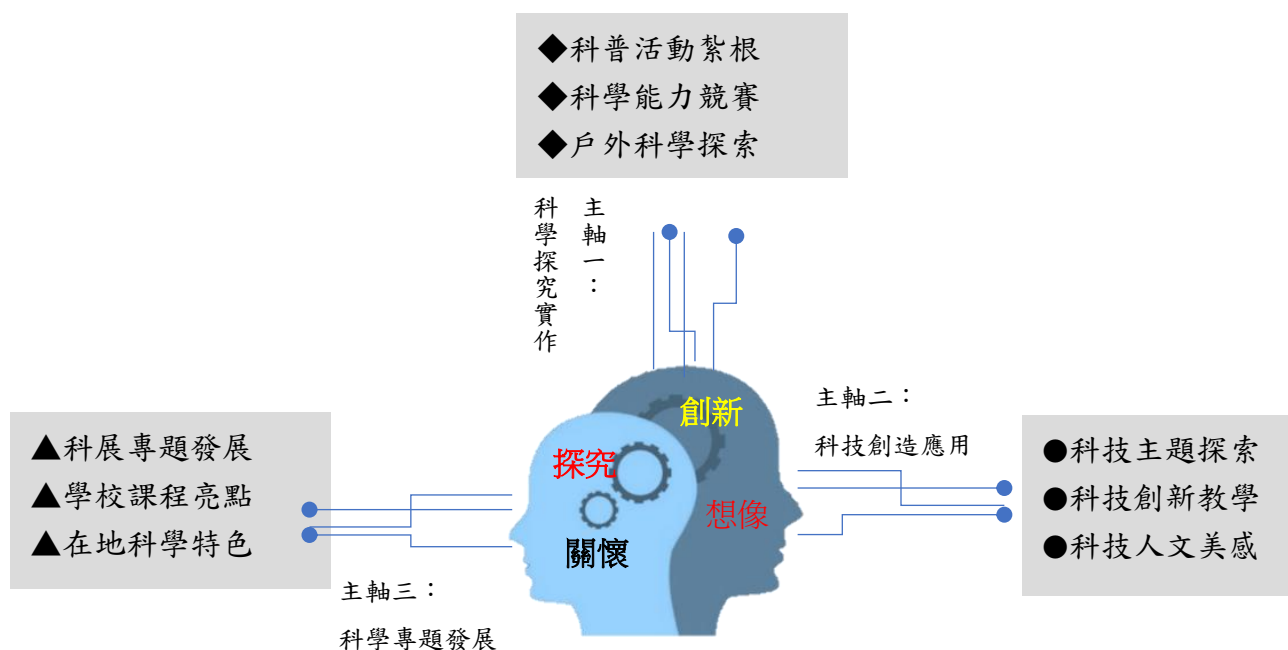 ◆科普活動紮根
◆科學能力競賽
◆戶外科學探索
主軸一：
科學探究實作
創新
探究
想像
關懷
主軸二：
科技創造應用
●科技主題探索
●科技創新教學
●科技人文美感
▲科展專題發展
▲學校課程亮點
▲在地科學特色
主軸三：
科學專題發展